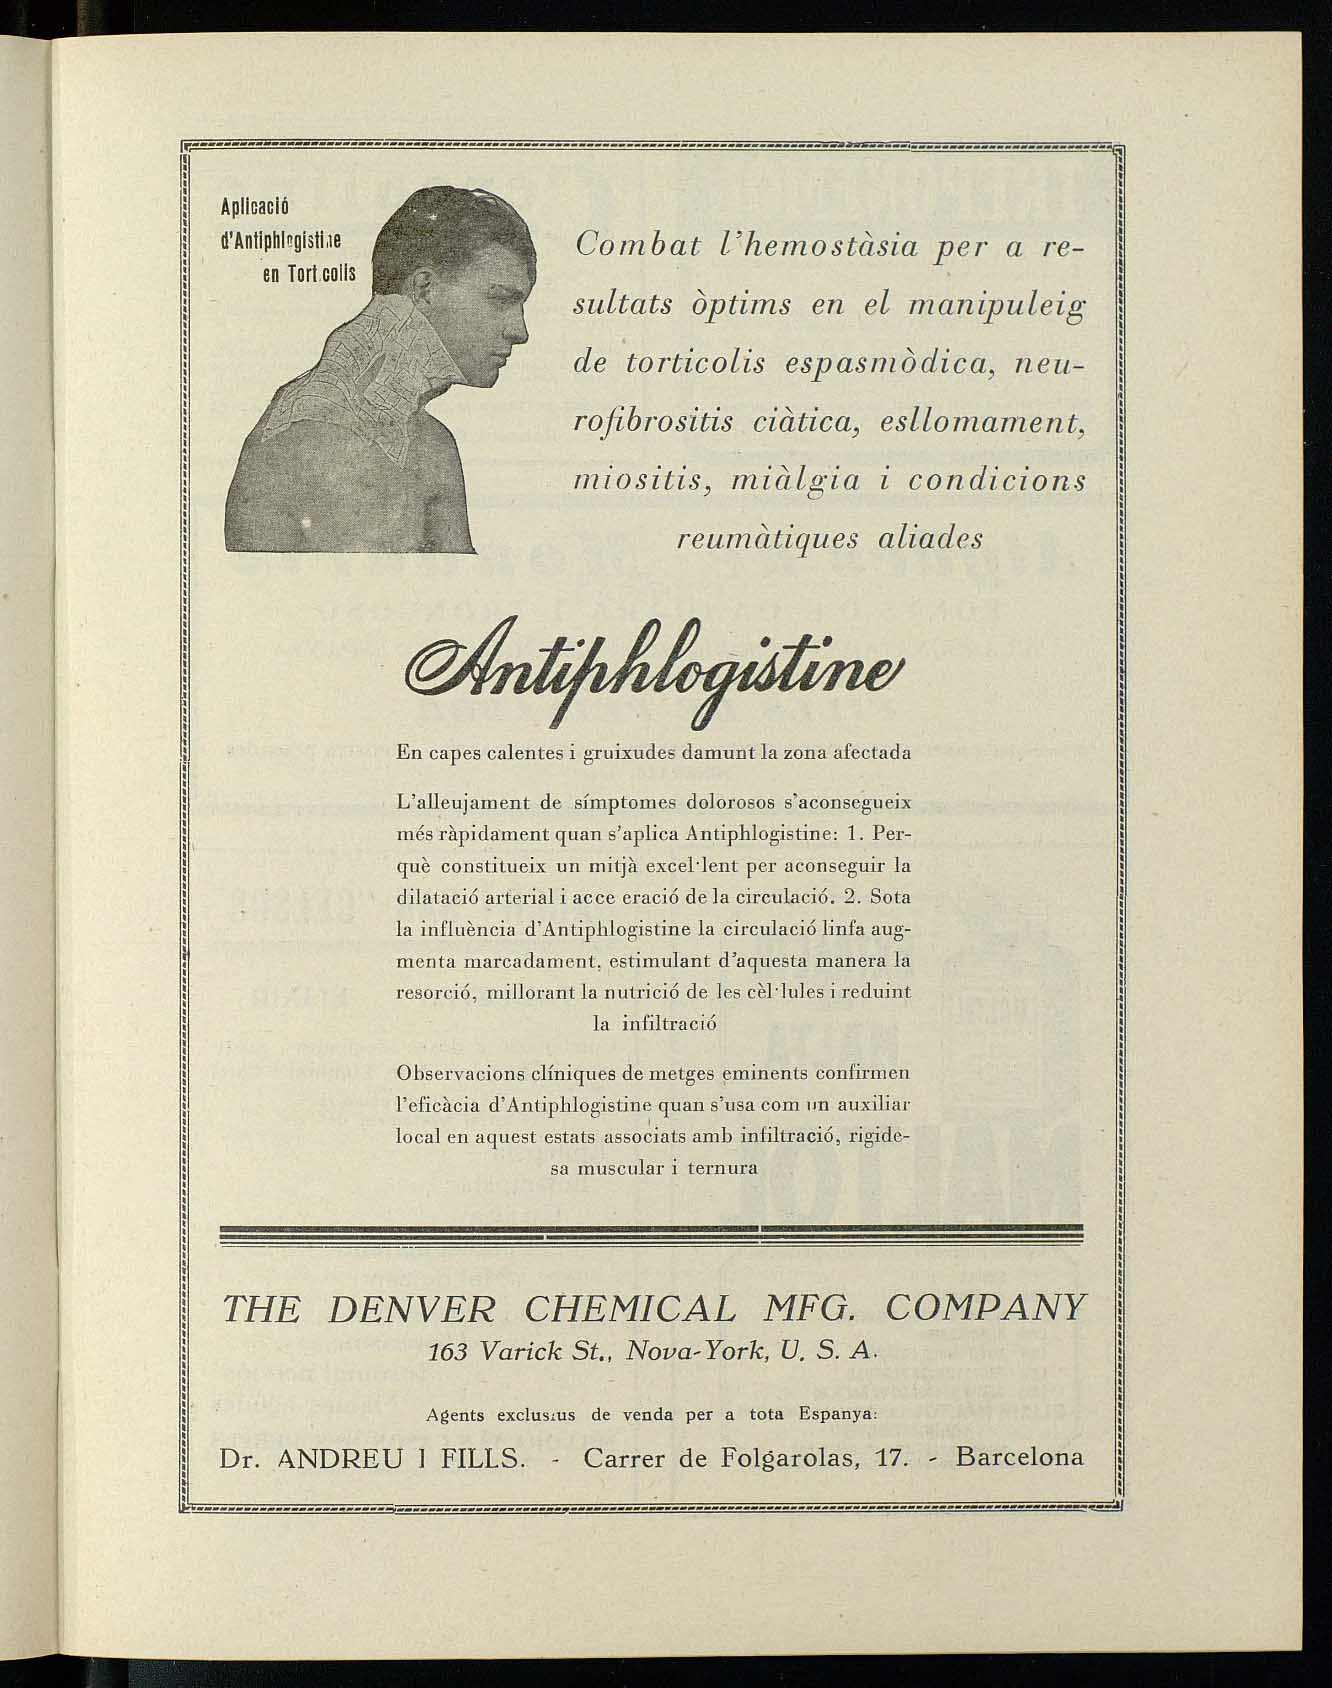 Aplicació
d'Antiphlogistine
en Torticolis
Combat l'hemostàsia per a re-
sultats òptims en el manipuleig
de torticolis espasmòdica, neu-
rofibrositis ciàtica, esllomament,
miositis, miàlgia i condicions
reumàtiques aliades
Antiphlogistine
En capes calentes i gruixudes damunt la zona afectada
L'alleujament de símptomes dolorosos s'aconsegueix
més ràpidament quan s'aplica Antiphlogistine: 1. Per-
què constitueix un mitjà excel·lent per aconseguir la
dilatació arterial i acce eració de la circulació. 2. Sota
la influència d'Antiphlogistine la circulació linfa aug-
menta marcadament, estimulant d'aquesta manera la
resorció, millorant la nutrició de les cèl·lules i reduint
la infiltració
Observacions clíniques de metges eminents confirmen
l'eficàcia d'Antiphlogistine quan s'usa com un auxiliar
local en aquest estats associats amb infiltració, rigide-
sa muscular i ternura
THE DENVER CHEMICAL MFG. COMPANY
163 Varick St., Nova-York, U. S. A.
Agents exclusius de venda per a tota Espanya:
Dr. ANDREU I FILLS. - Carrer de Folgarolas, 17. - Barcelona